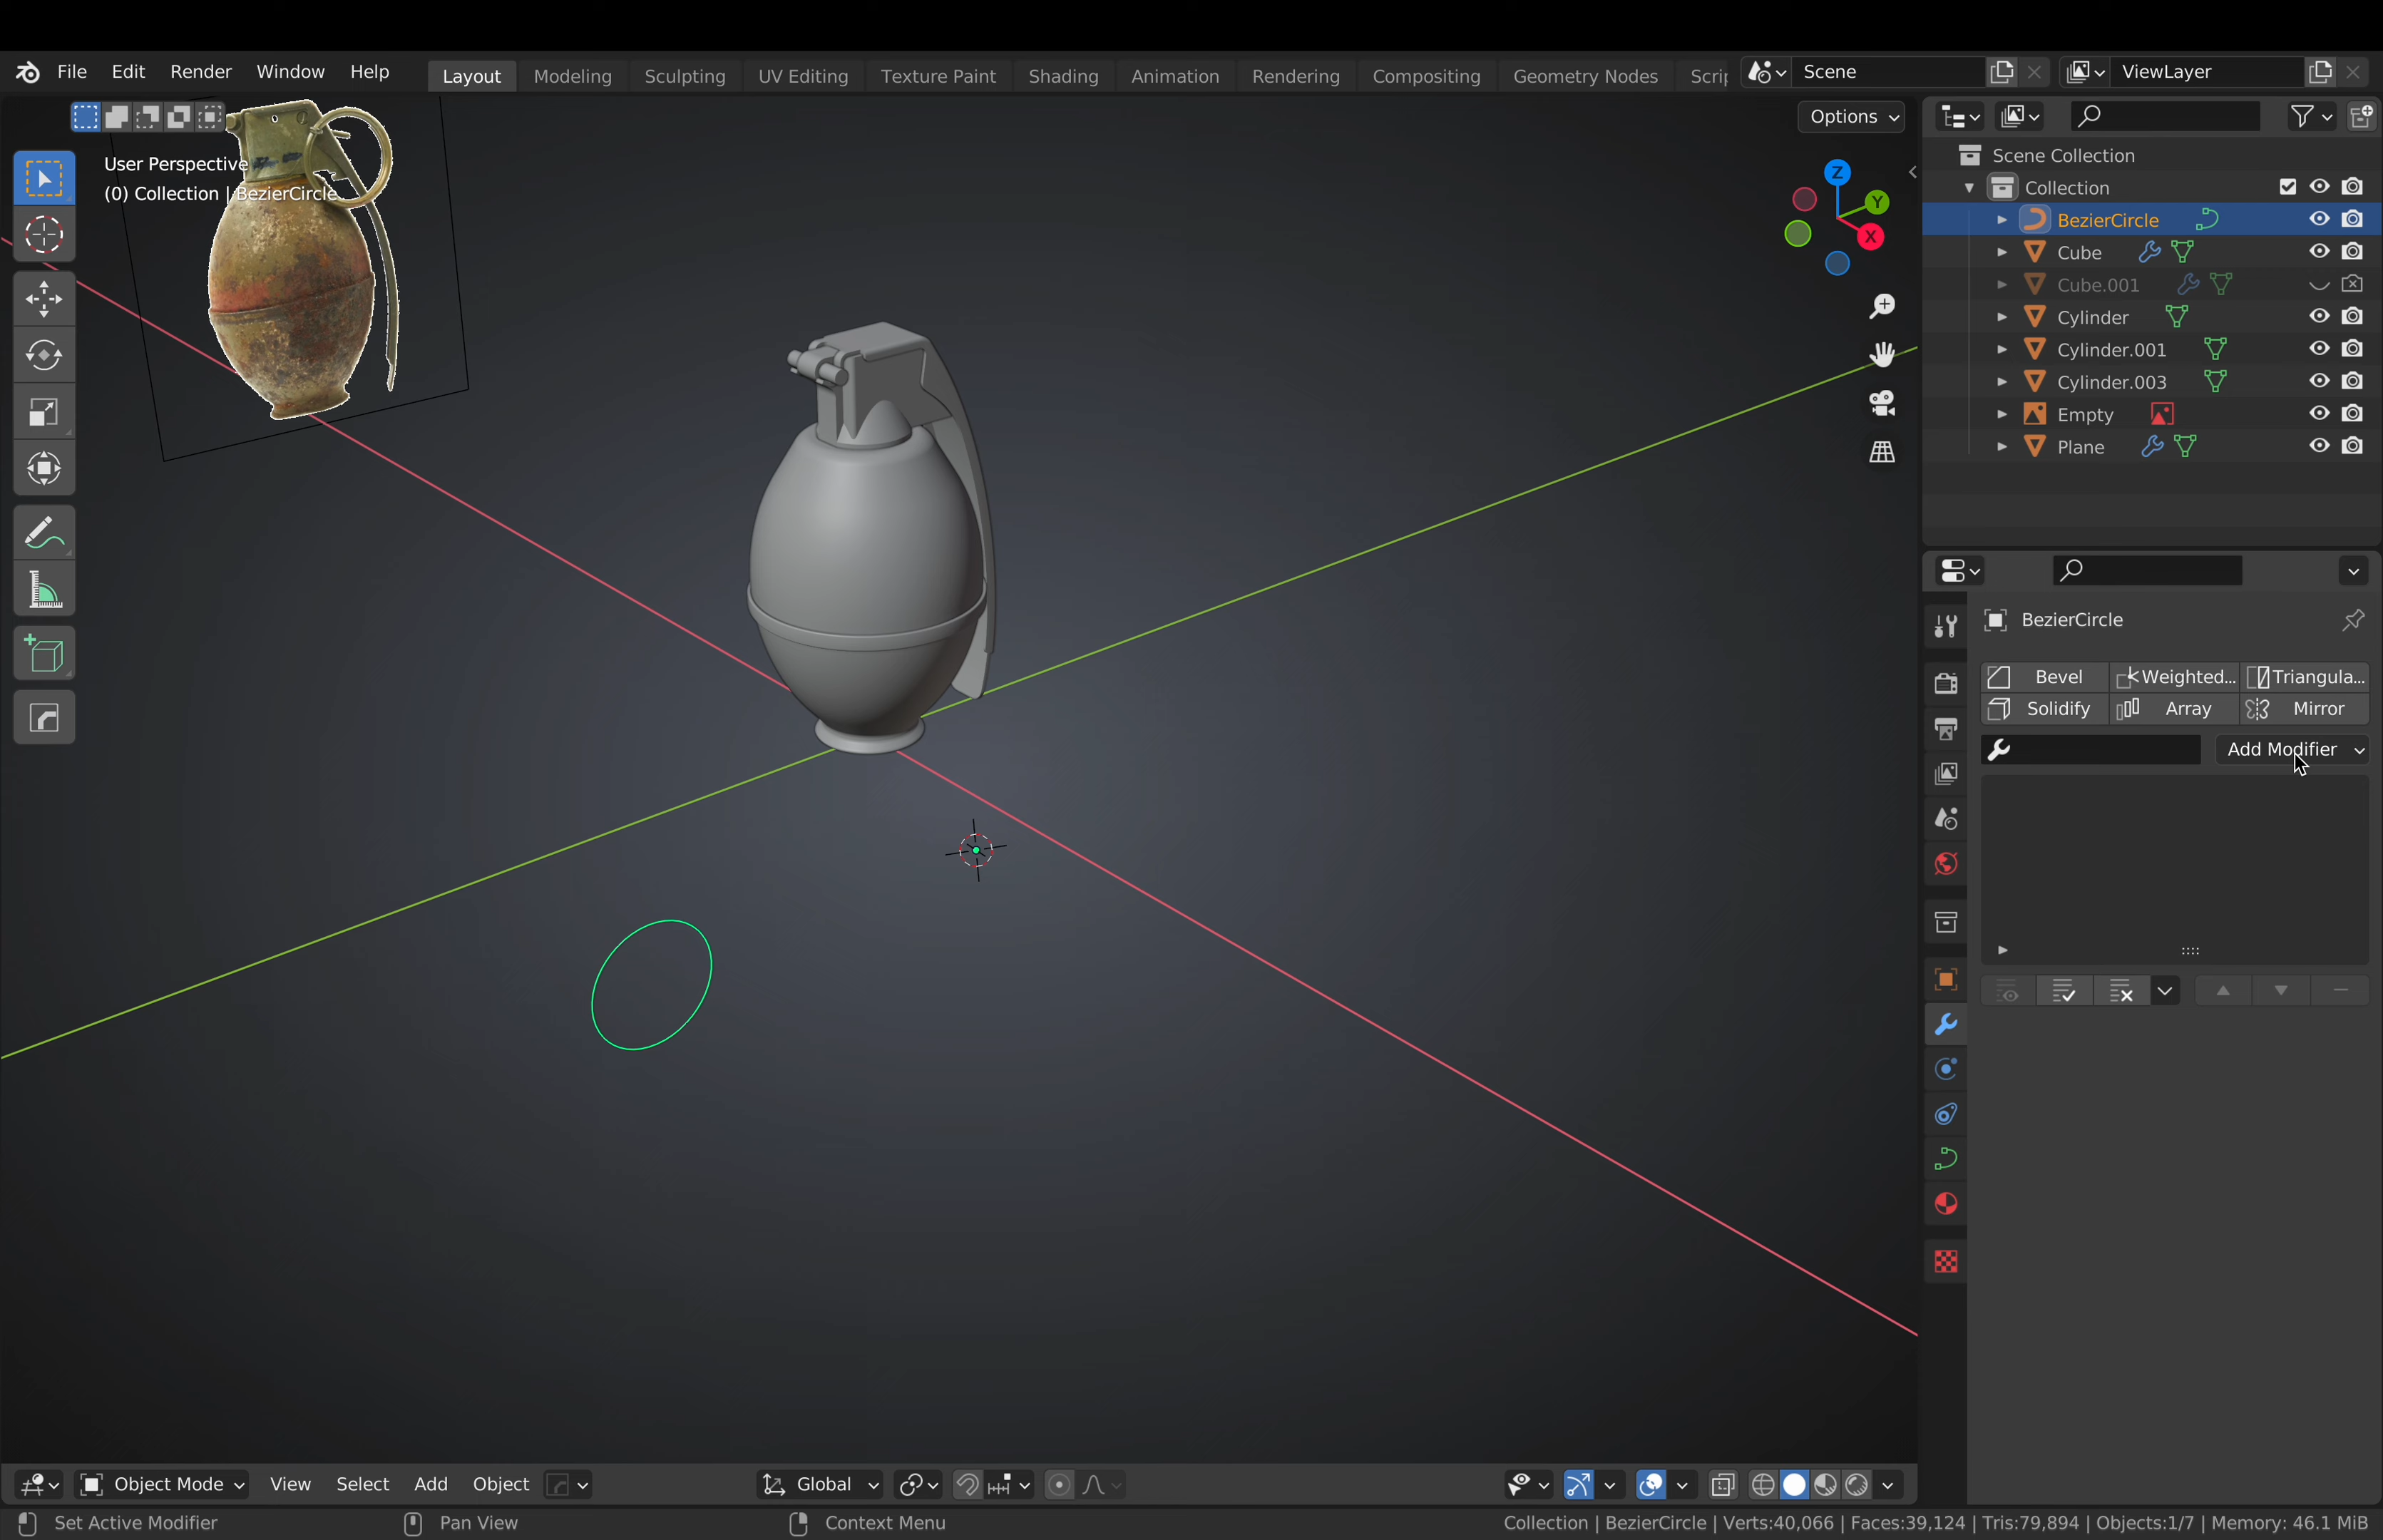 File Edit Render Window Help Layout Modeling Sculpting UV Editing Texture Paint Shading Animation Rendering Compositing Geometry Nodes Scrip Scene ViewLayer
Options
User Perspective
(0) Collection | BezierCircle
Z
Y
X
Scene Collection
Collection
BezierCircle
Cube
Cube.001
Cylinder
Cylinder.001
Cylinder.003
Empty
Plane
BezierCircle
Bevel Weighted... Triangula...
Solidify Array Mirror
Add Modifier
Object Mode View Select Add Object Global
Set Active Modifier Pan View Context Menu Collection | BezierCircle | Verts:40,066 | Faces:39,124 | Tris:79,894 | Objects:1/7 | Memory: 46.1 MiB